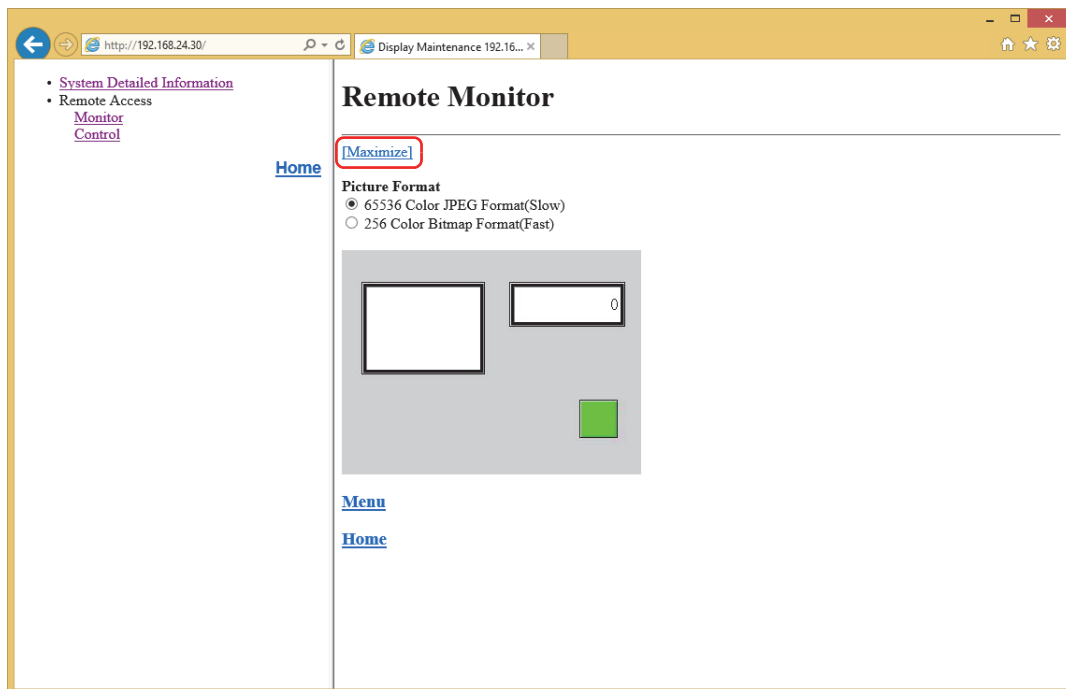 http://192.168.24.30/
Display Maintenance 192.16...
• System Detailed Information
• Remote Access
Monitor
Control
Home
Remote Monitor
[Maximize]
Picture Format
65536 Color JPEG Format(Slow)
256 Color Bitmap Format(Fast)
0
Menu
Home